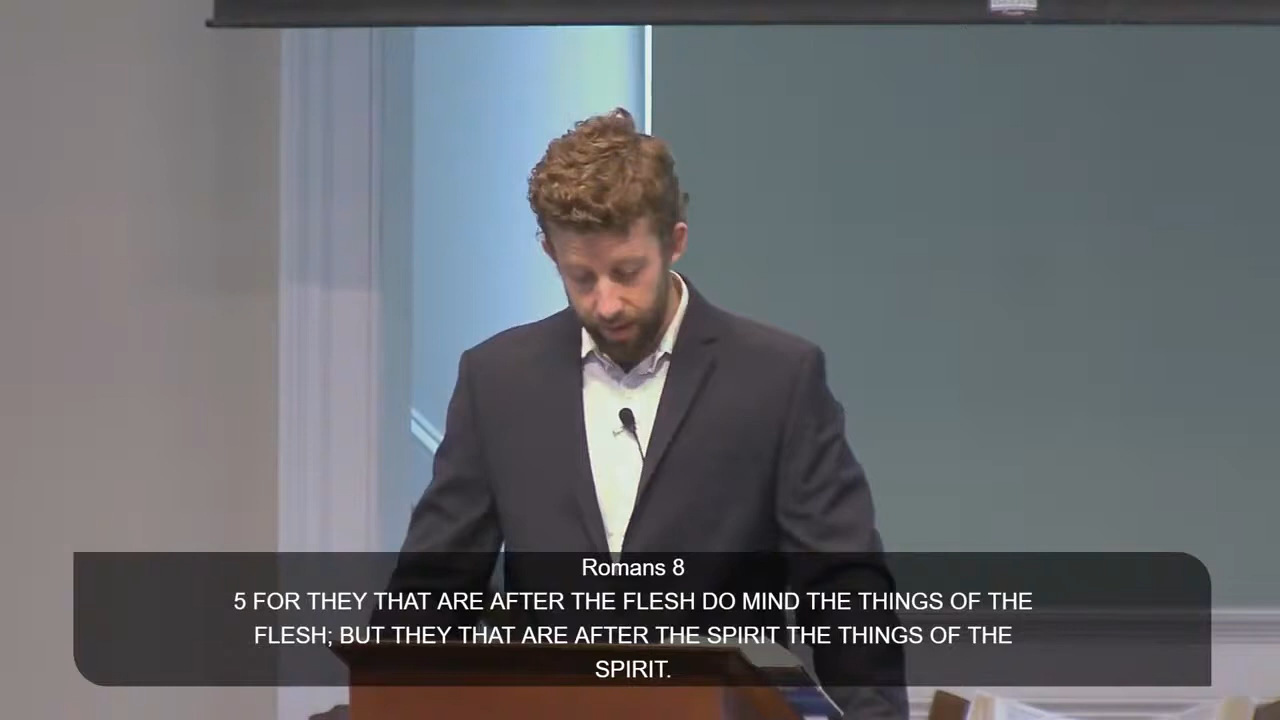 Romans 8
5 FOR THEY THAT ARE AFTER THE FLESH DO MIND THE THINGS OF THE
FLESH; BUT THEY THAT ARE AFTER THE SPIRIT THE THINGS OF THE
SPIRIT.